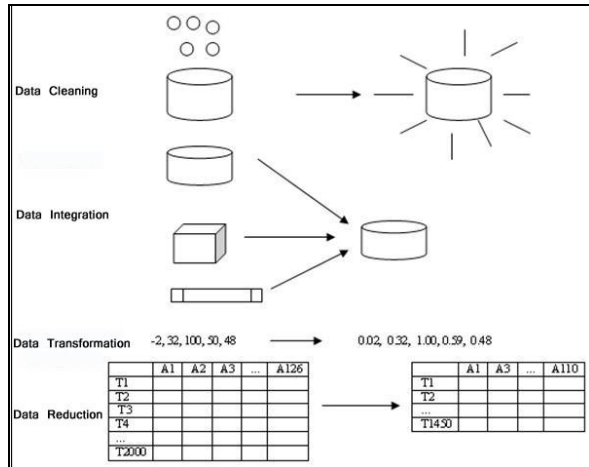 Data Cleaning
Data Integration
Data Transformation -2, 32, 100, 50, 48 0.02, 0.32, 1.00, 0.59, 0.48
Data Reduction
A1 A2 A3 ... A126
T1
T2
T3
T4
...
T2000
A1 A3 ... A110
T1
T2
...
T1450